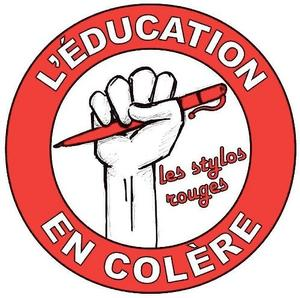 L'ÉDUCATION
les stylos
rouges
EN COLÈRE